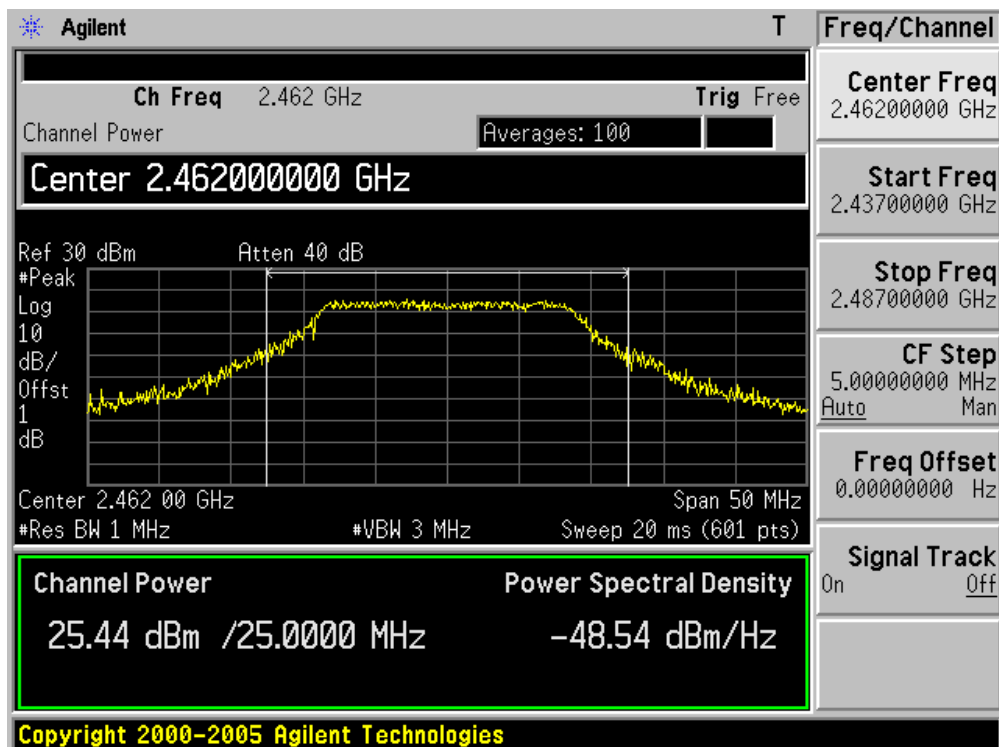 Agilent T
Ch Freq 2.462 GHz Trig Free
Channel Power Averages: 100
Center 2.462000000 GHz
Ref 30 dBm Atten 40 dB
#Peak
Log
10
dB/
Offst
1
dB
Center 2.462 00 GHz Span 50 MHz
#Res BW 1 MHz #VBW 3 MHz Sweep 20 ms (601 pts)
Channel Power Power Spectral Density
25.44 dBm /25.0000 MHz -48.54 dBm/Hz
Copyright 2000-2005 Agilent Technologies
Freq/Channel
Center Freq
2.46200000 GHz
Start Freq
2.43700000 GHz
Stop Freq
2.48700000 GHz
CF Step
5.00000000 MHz
Auto Man
Freq Offset
0.00000000 Hz
Signal Track
On Off